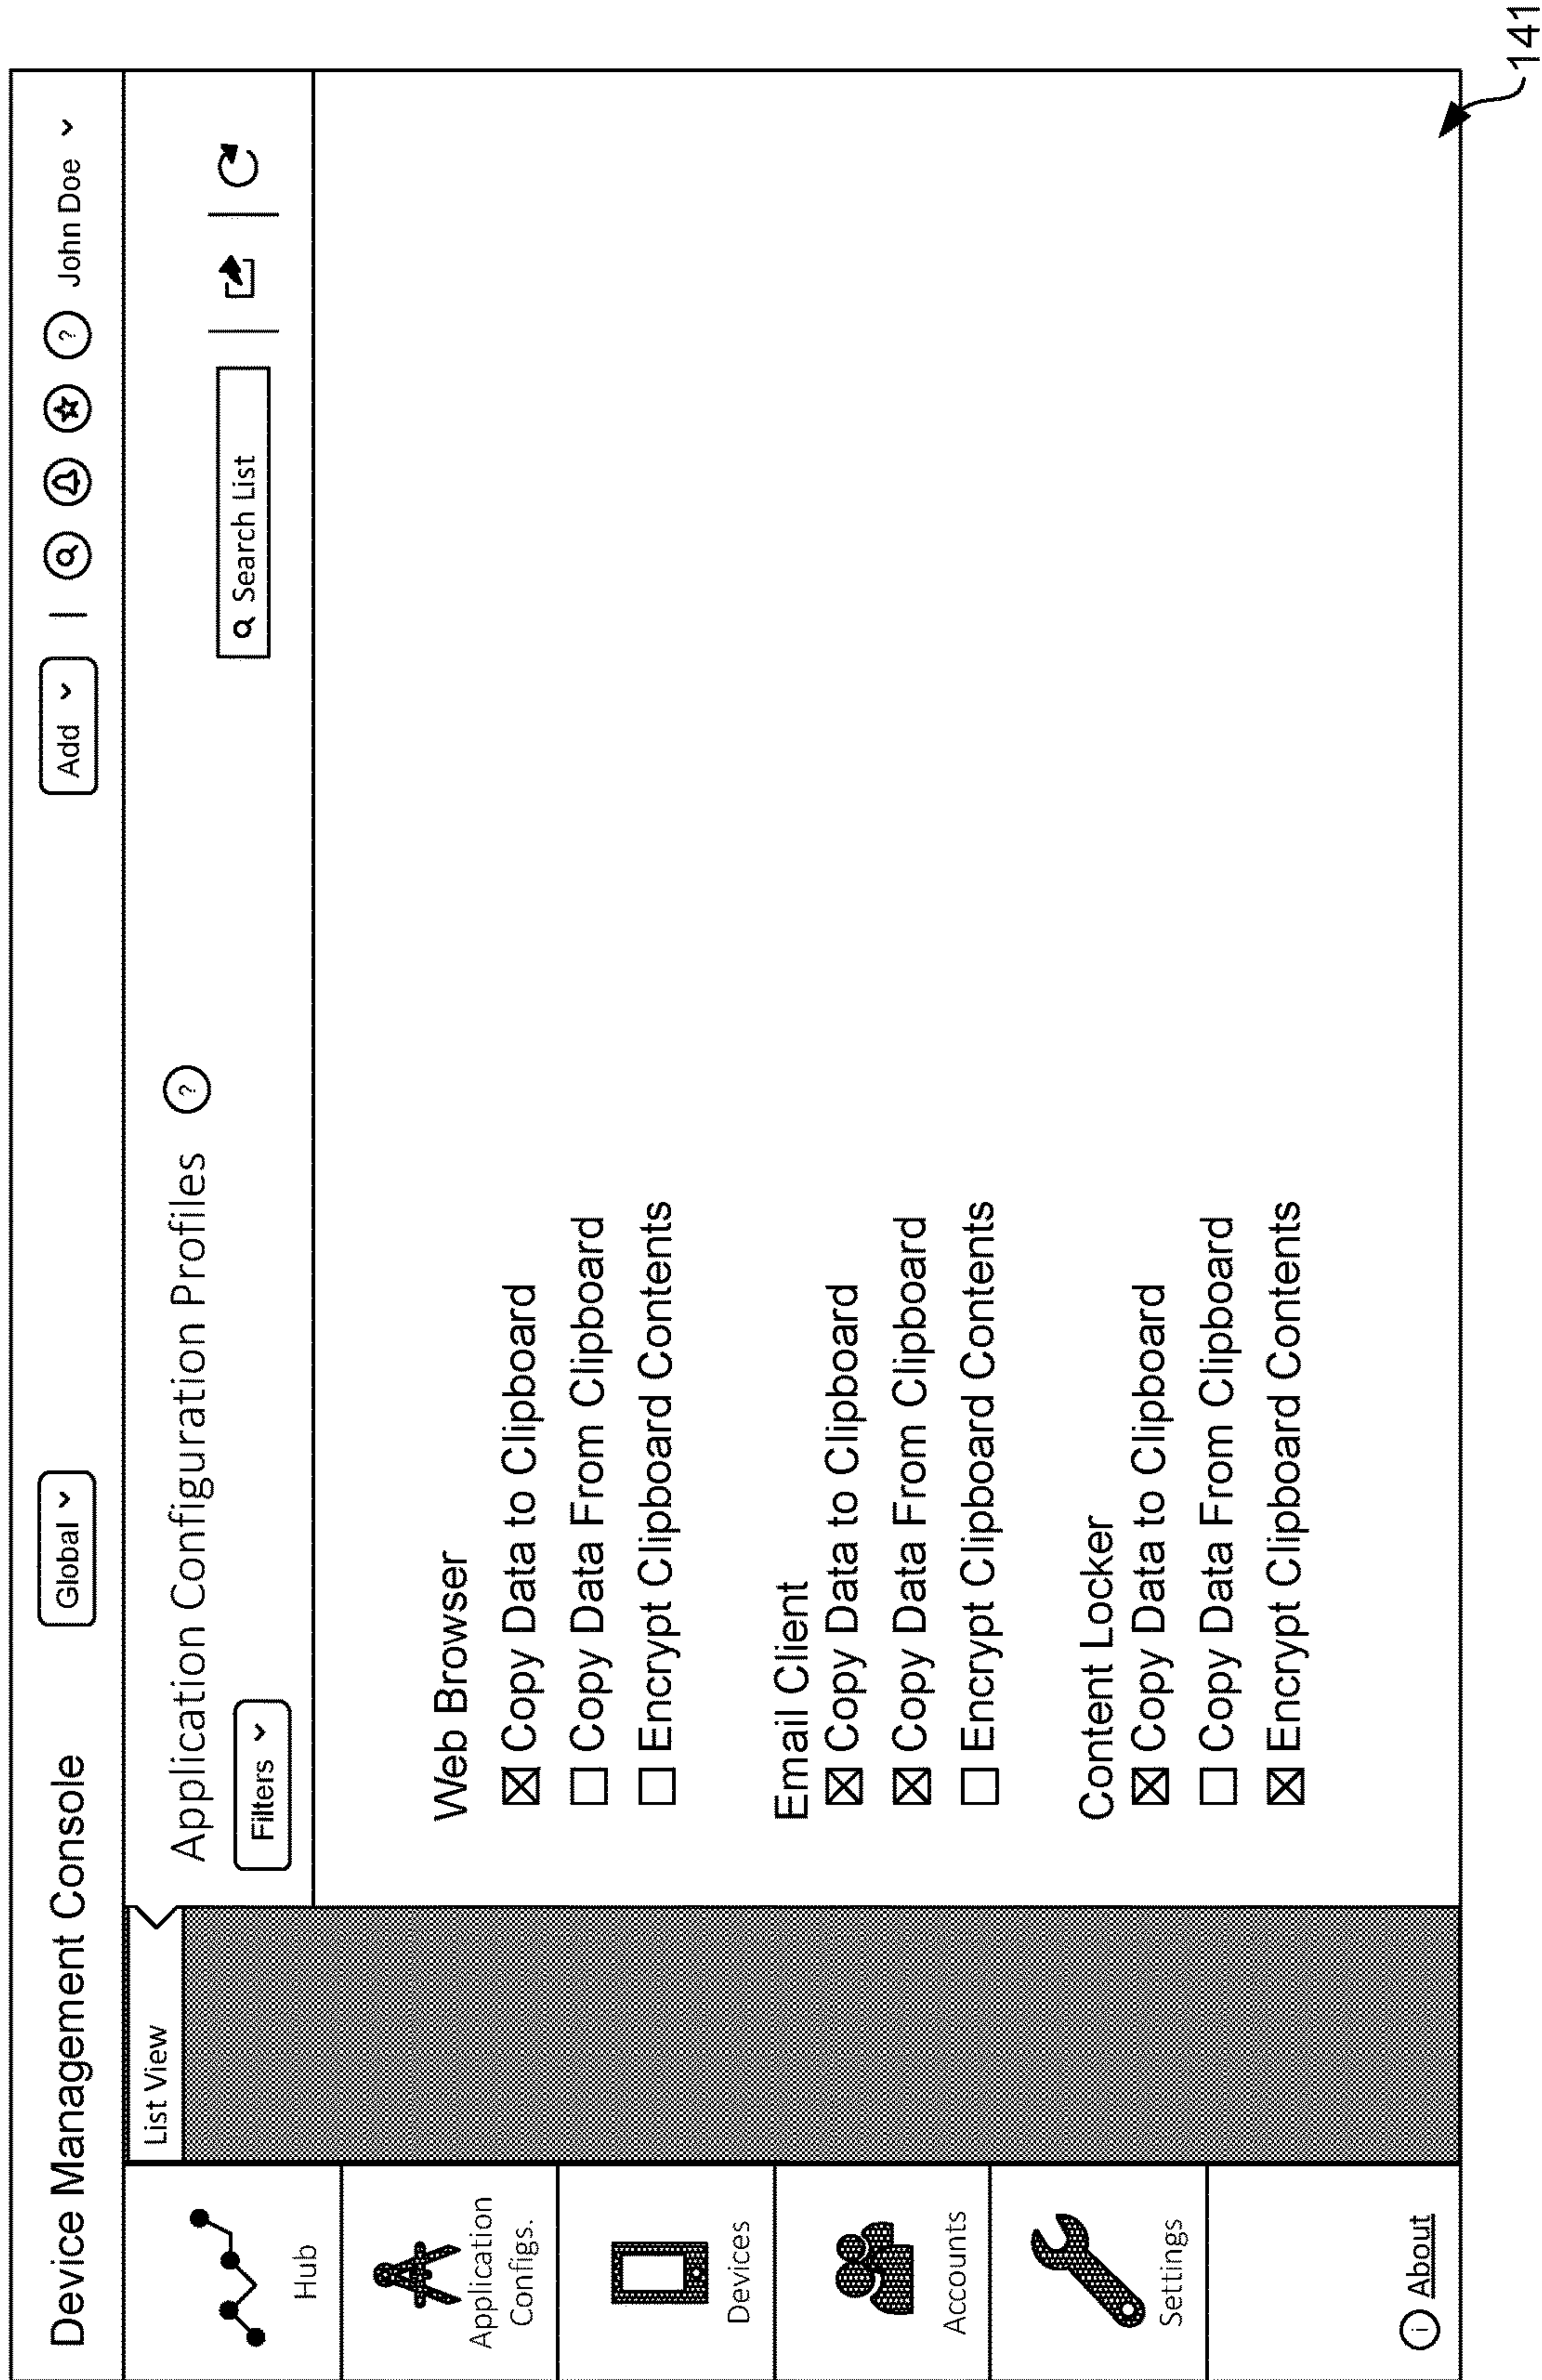 Device Management Console
Global
Add
John Doe
List View
Application Configuration Profiles ?
Filters
Search List
Hub
Application
Configs.
Devices
Accounts
Settings
i About
Web Browser
Copy Data to Clipboard
Copy Data From Clipboard
Encrypt Clipboard Contents
Email Client
Copy Data to Clipboard
Copy Data From Clipboard
Encrypt Clipboard Contents
Content Locker
Copy Data to Clipboard
Copy Data From Clipboard
Encrypt Clipboard Contents
141